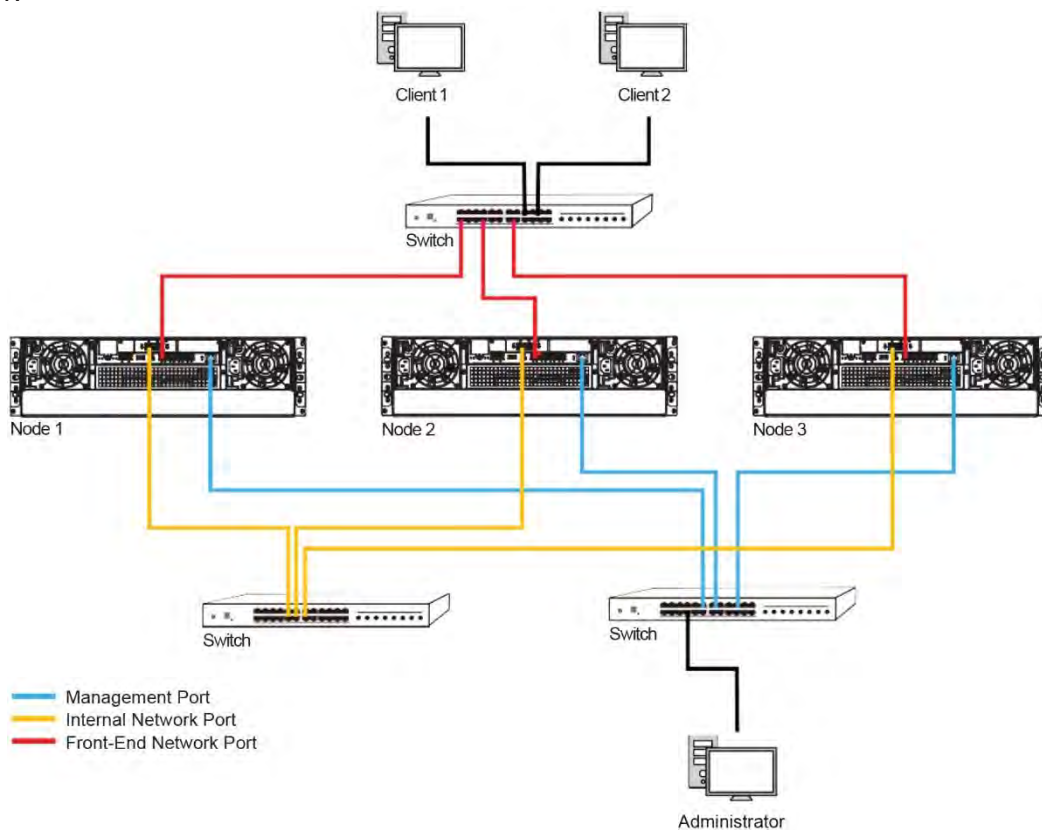 Client 1
Client 2
Switch
Node 1
Node 2
Node 3
Switch
Switch
Management Port
Internal Network Port
Front-End Network Port
Administrator